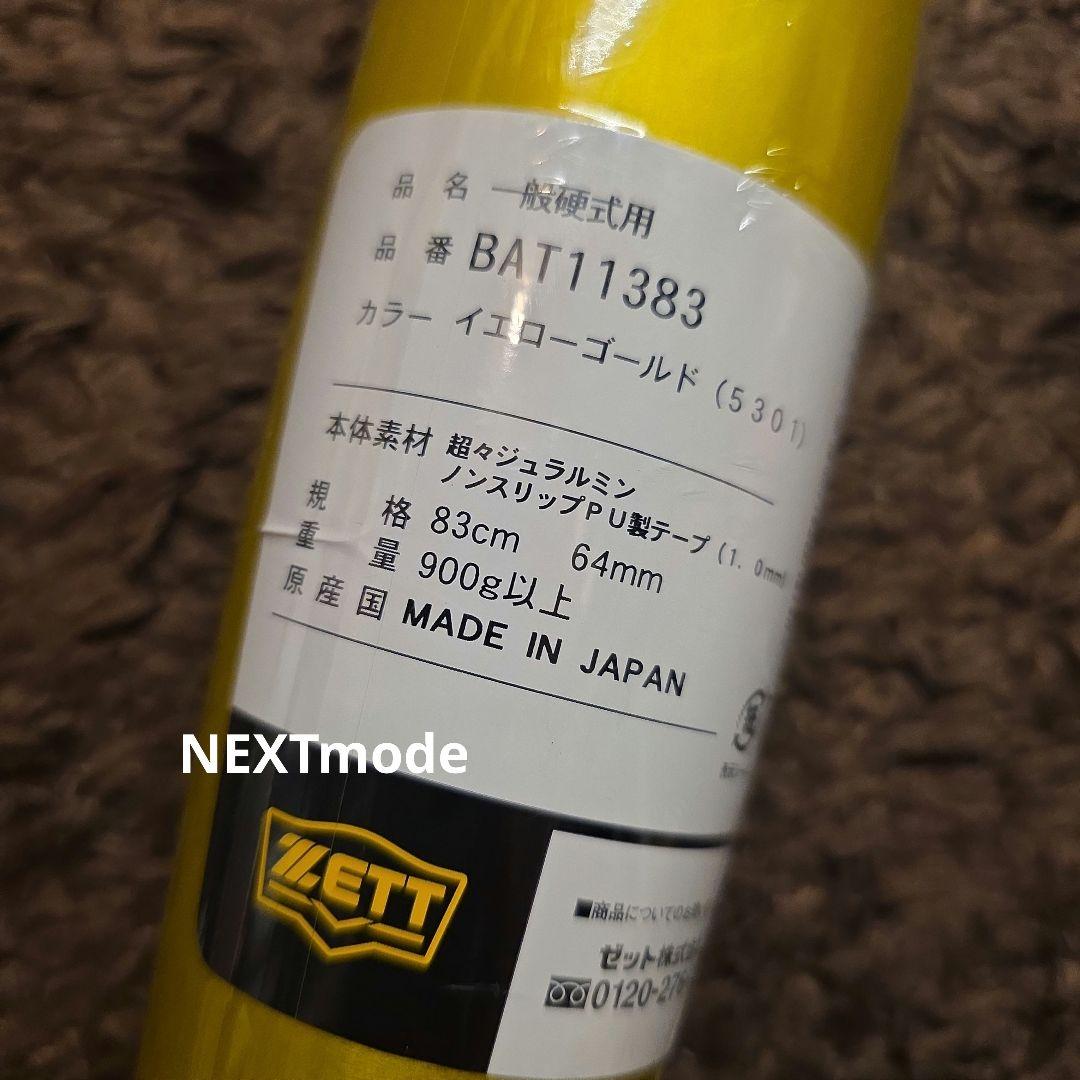 品名 一般硬式用
品番 BAT11383
カラー イエローゴールド (5301)
本体素材 超々ジュラルミン
ノンスリップPU製テープ (1.0mm)
規格 83cm 64mm
重量 900g以上
原産国 MADE IN JAPAN
NEXTmode
ZETT
■商品についてのお
ゼット株式
0120-276